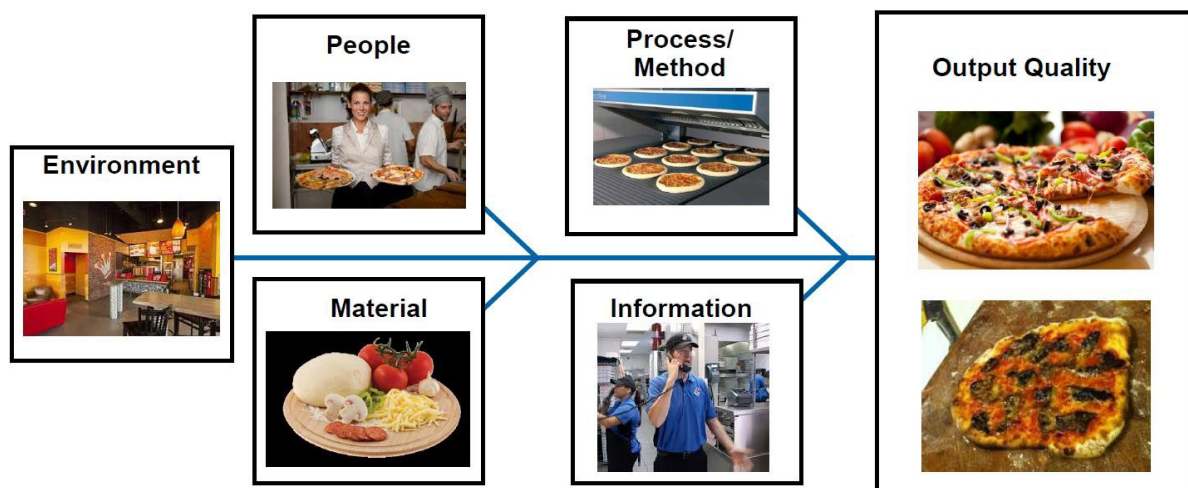 People
Process/
Method
Output Quality
Environment
Material
Information